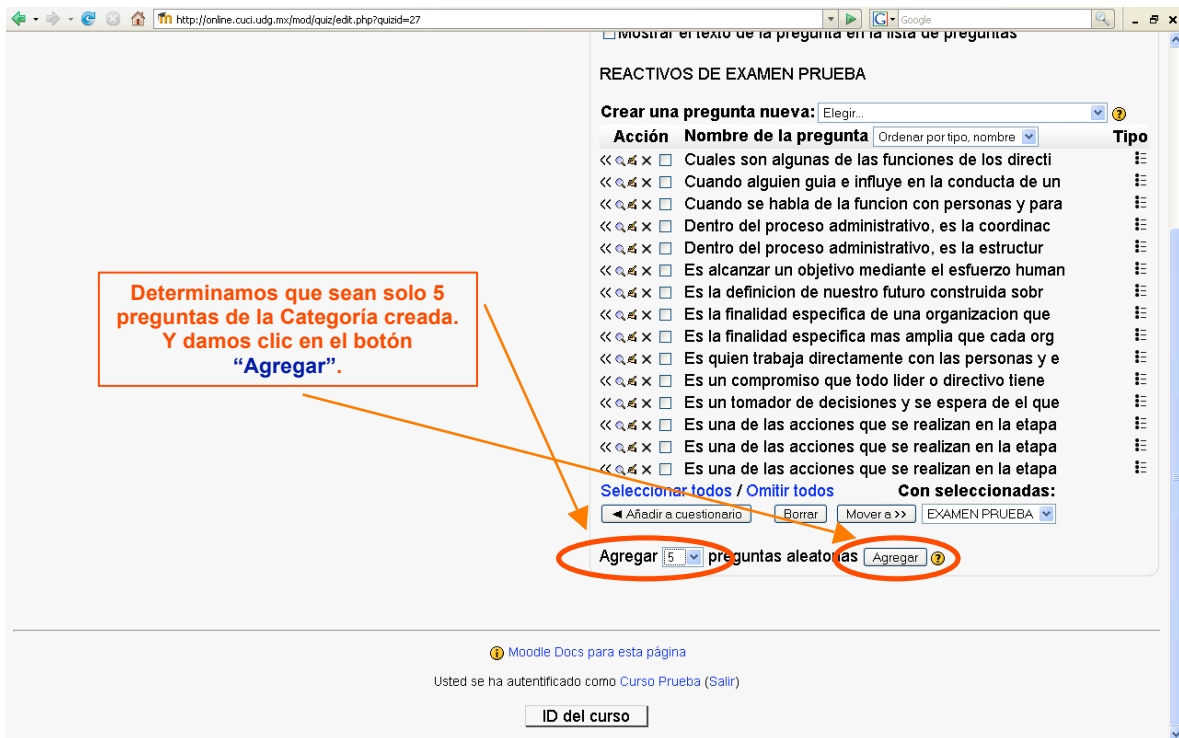 http://online.cuci.udg.mx/mod/quiz/edit.php?quizid=27
Google
Mostrar el texto de la pregunta en la lista de preguntas
REACTIVOS DE EXAMEN PRUEBA
Crear una pregunta nueva: Elegir...
Acción Nombre de la pregunta Ordenar por tipo, nombre Tipo
Cuales son algunas de las funciones de los directi
Cuando alguien guia e influye en la conducta de un
Cuando se habla de la funcion con personas y para
Dentro del proceso administrativo, es la coordinac
Dentro del proceso administrativo, es la estructur
Es alcanzar un objetivo mediante el esfuerzo human
Es la definicion de nuestro futuro construida sobr
Es la finalidad especifica de una organizacion que
Es la finalidad especifica mas amplia que cada org
Es quien trabaja directamente con las personas y e
Es un compromiso que todo lider o directivo tiene
Es un tomador de decisiones y se espera de el que
Es una de las acciones que se realizan en la etapa
Es una de las acciones que se realizan en la etapa
Es una de las acciones que se realizan en la etapa
Seleccionar todos / Omitir todos Con seleccionadas:
Añadir a cuestionario Borrar Mover a >> EXAMEN PRUEBA
Agregar 5 preguntas aleatorias Agregar
Determinamos que sean solo 5
preguntas de la Categoría creada.
Y damos clic en el botón
“Agregar”.
Moodle Docs para esta página
Usted se ha autentificado como Curso Prueba (Salir)
ID del curso